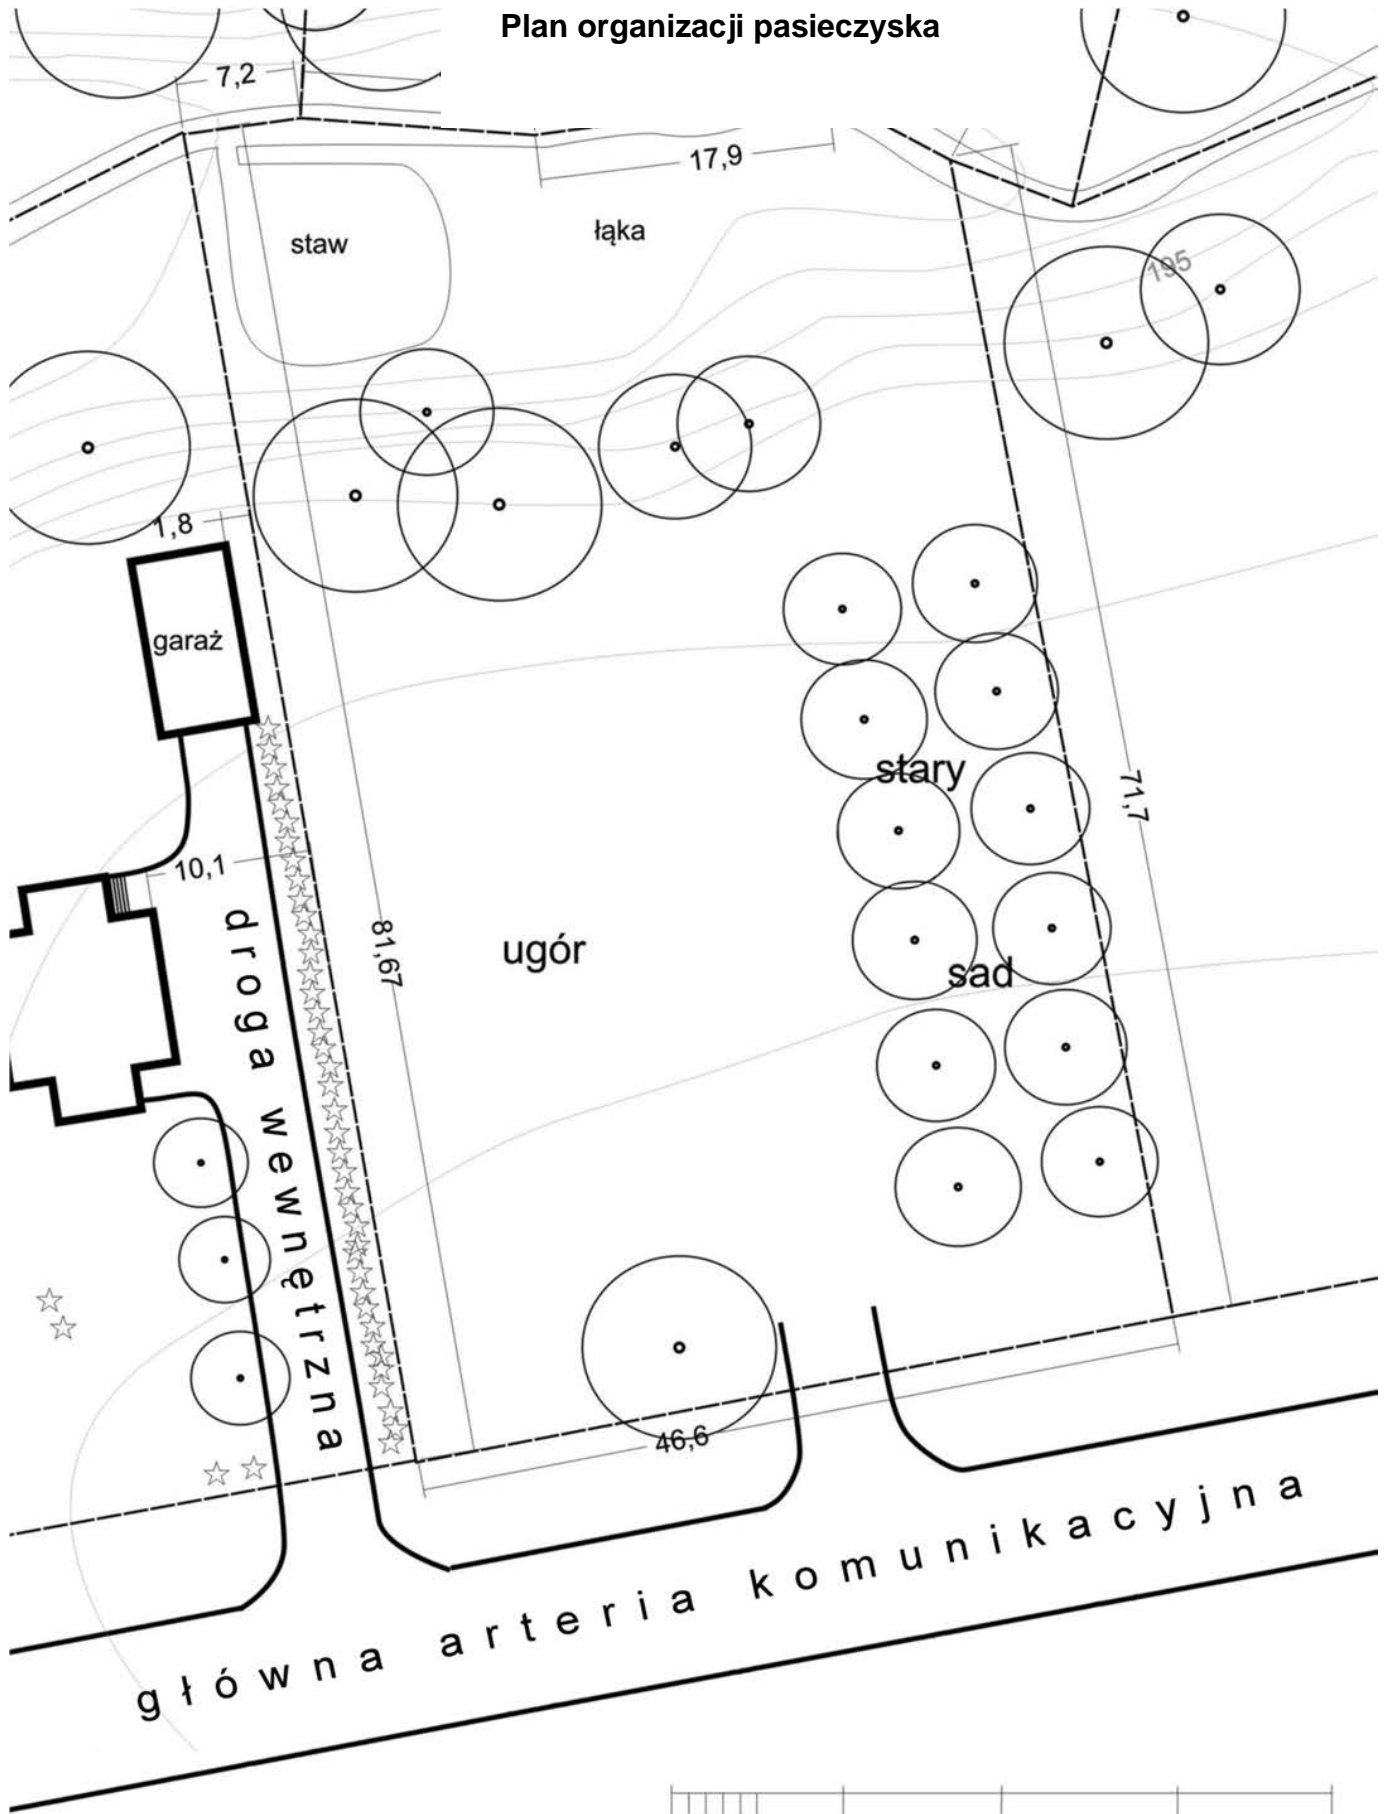 Plan organizacji pasieczyska
7,2
17,9
staw
łąka
195
1,8
garaż
stary
71,7
10,1
droga wewnętrzna
81,67
ugór
sad
46,6
główna arteria komunikacyjna